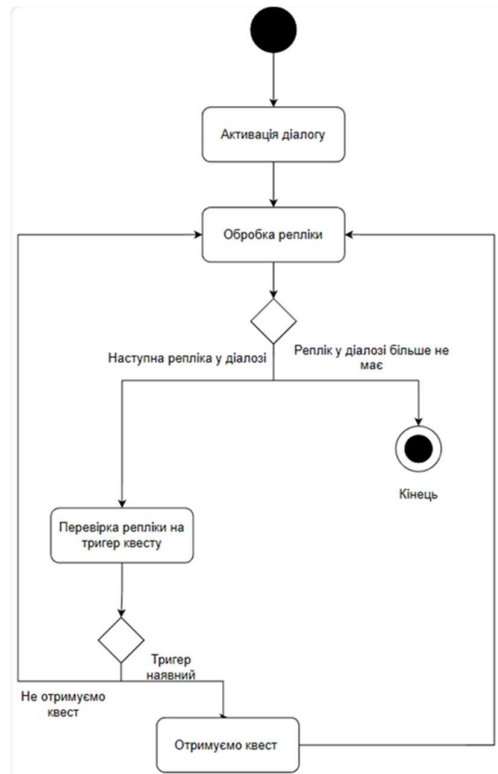 Активація діалогу
Обробка репліки
Наступна репліка у діалозі
Реплік у діалозі більше не
має
Кінець
Перевірка репліки на
тригер квесту
Тригер
наявний
Не отримуємо
квест
Отримуємо квест